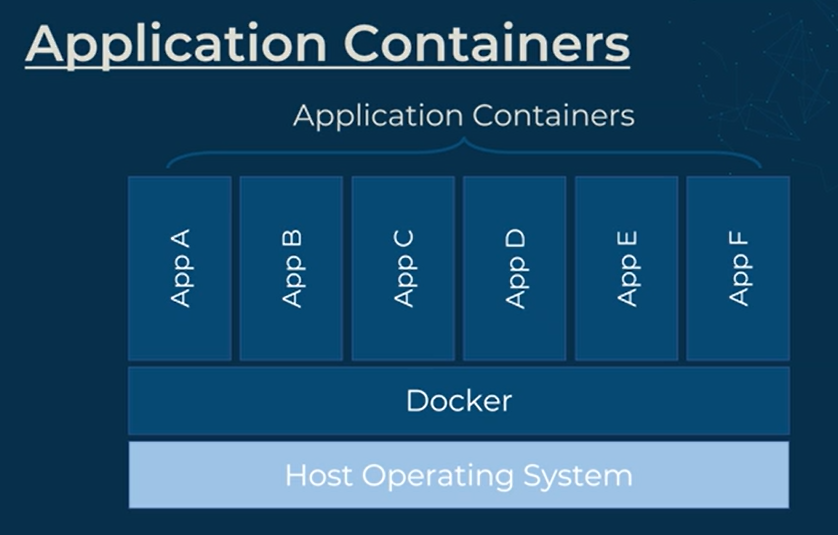 Application Containers
Application Containers
App A
App B
App C
App D
App E
App F
Docker
Host Operating System